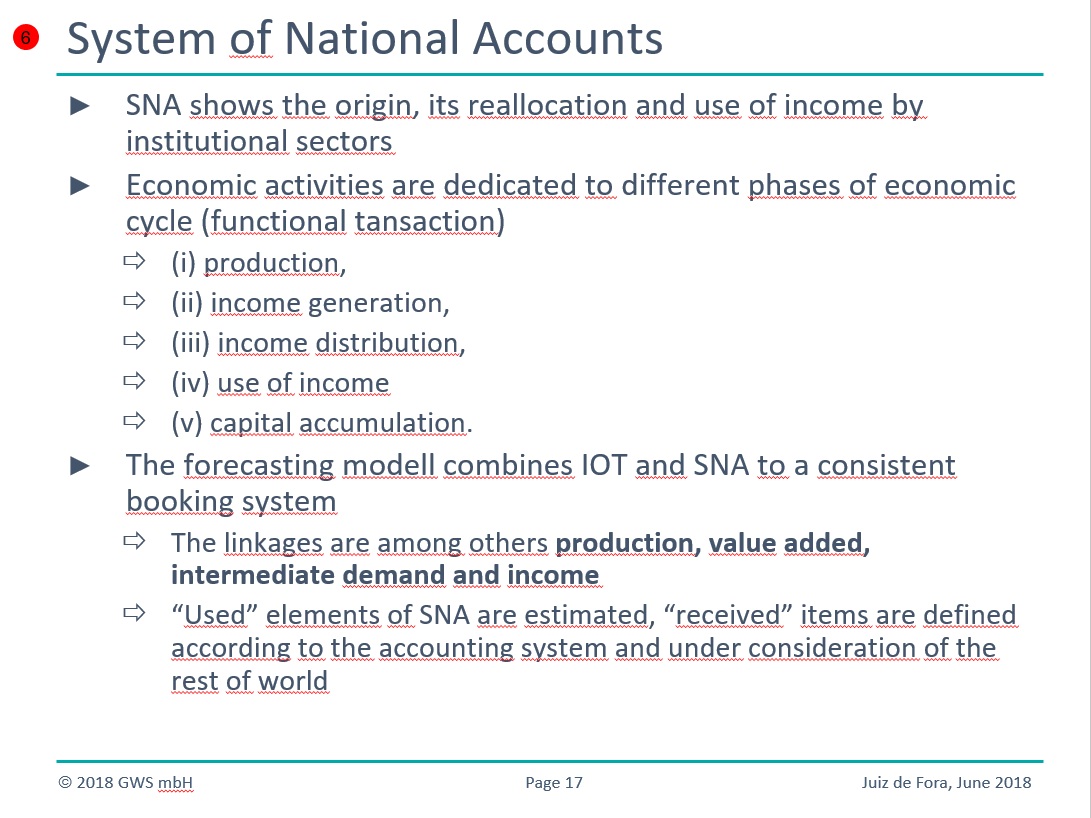 6
System of National Accounts
► SNA shows the origin, its reallocation and use of income by
institutional sectors
► Economic activities are dedicated to different phases of economic
cycle (functional tansaction)
⇨ (i) production,
⇨ (ii) income generation,
⇨ (iii) income distribution,
⇨ (iv) use of income
⇨ (v) capital accumulation.
► The forecasting modell combines IOT and SNA to a consistent
booking system
⇨ The linkages are among others production, value added,
intermediate demand and income
⇨ “Used” elements of SNA are estimated, “received” items are defined
according to the accounting system and under consideration of the
rest of world
© 2018 GWS mbH Page 17 Juiz de Fora, June 2018